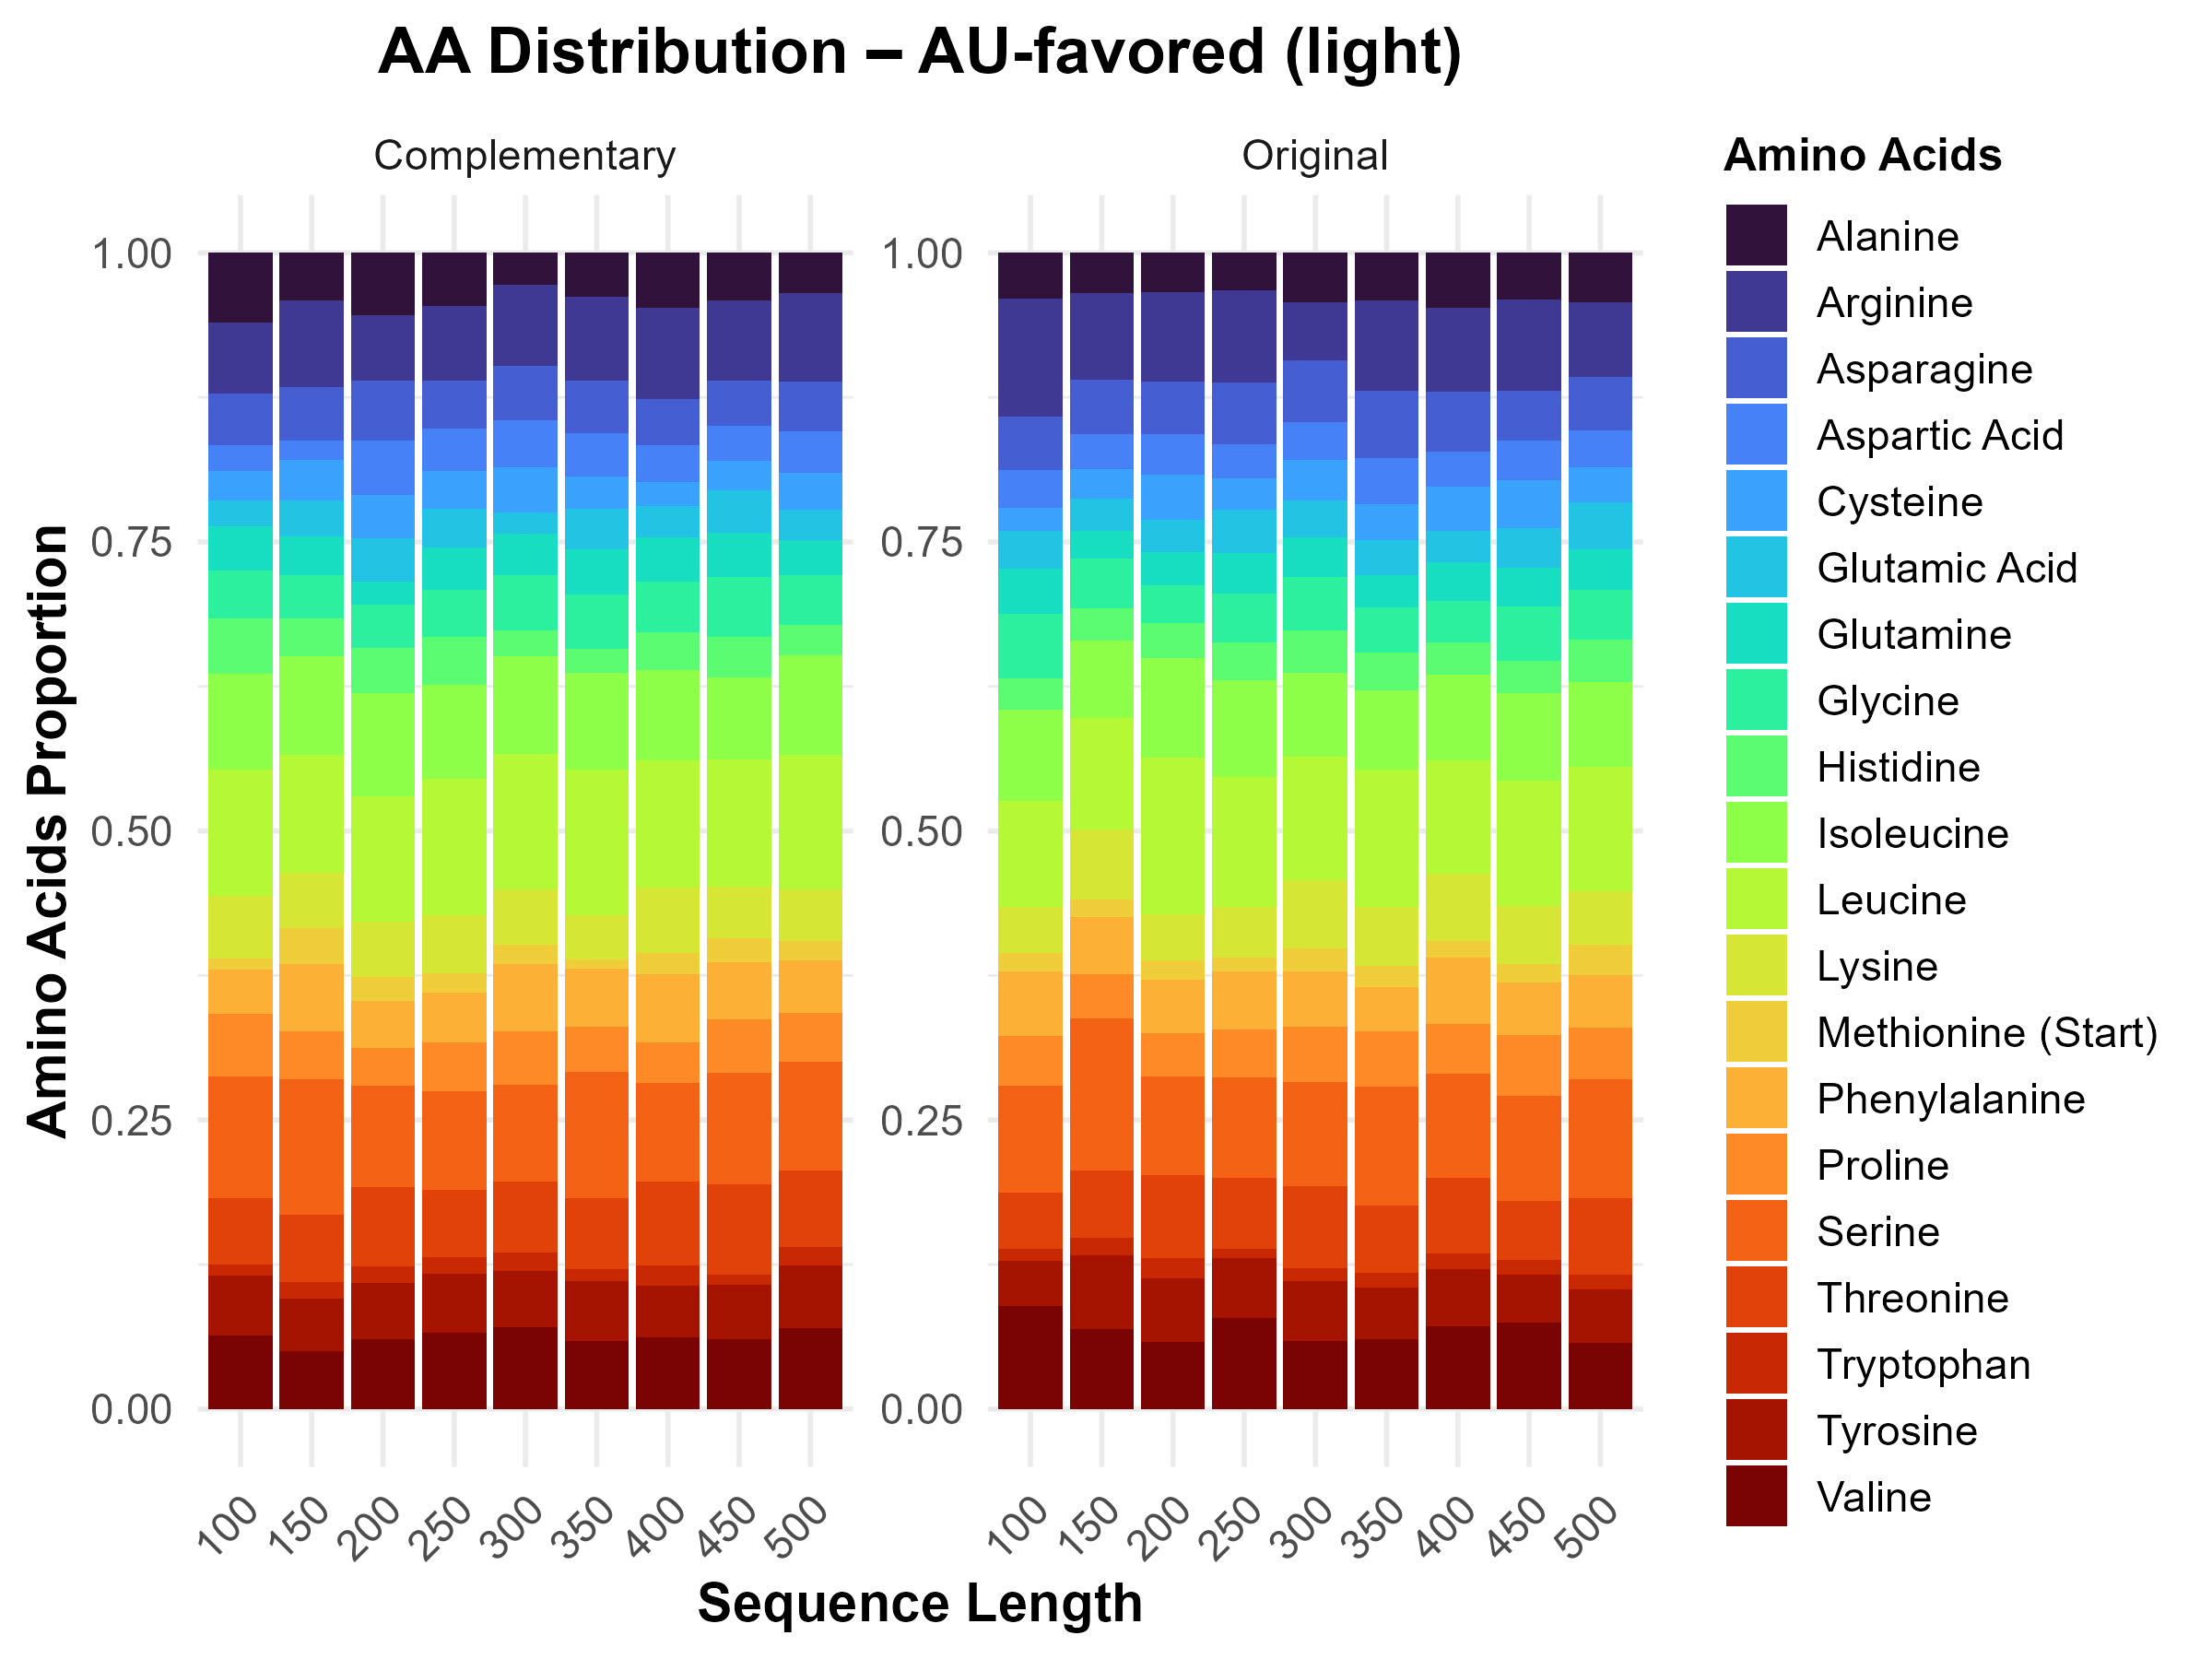 AA Distribution – AU-favored (light)
Complementary
Original
Amino Acids Proportion
1.00
0.75
0.50
0.25
0.00
1.00
0.75
0.50
0.25
0.00
100 150 200 250 300 350 400 450 500
100 150 200 250 300 350 400 450 500
Sequence Length
Amino Acids
Alanine
Arginine
Asparagine
Aspartic Acid
Cysteine
Glutamic Acid
Glutamine
Glycine
Histidine
Isoleucine
Leucine
Lysine
Methionine (Start)
Phenylalanine
Proline
Serine
Threonine
Tryptophan
Tyrosine
Valine